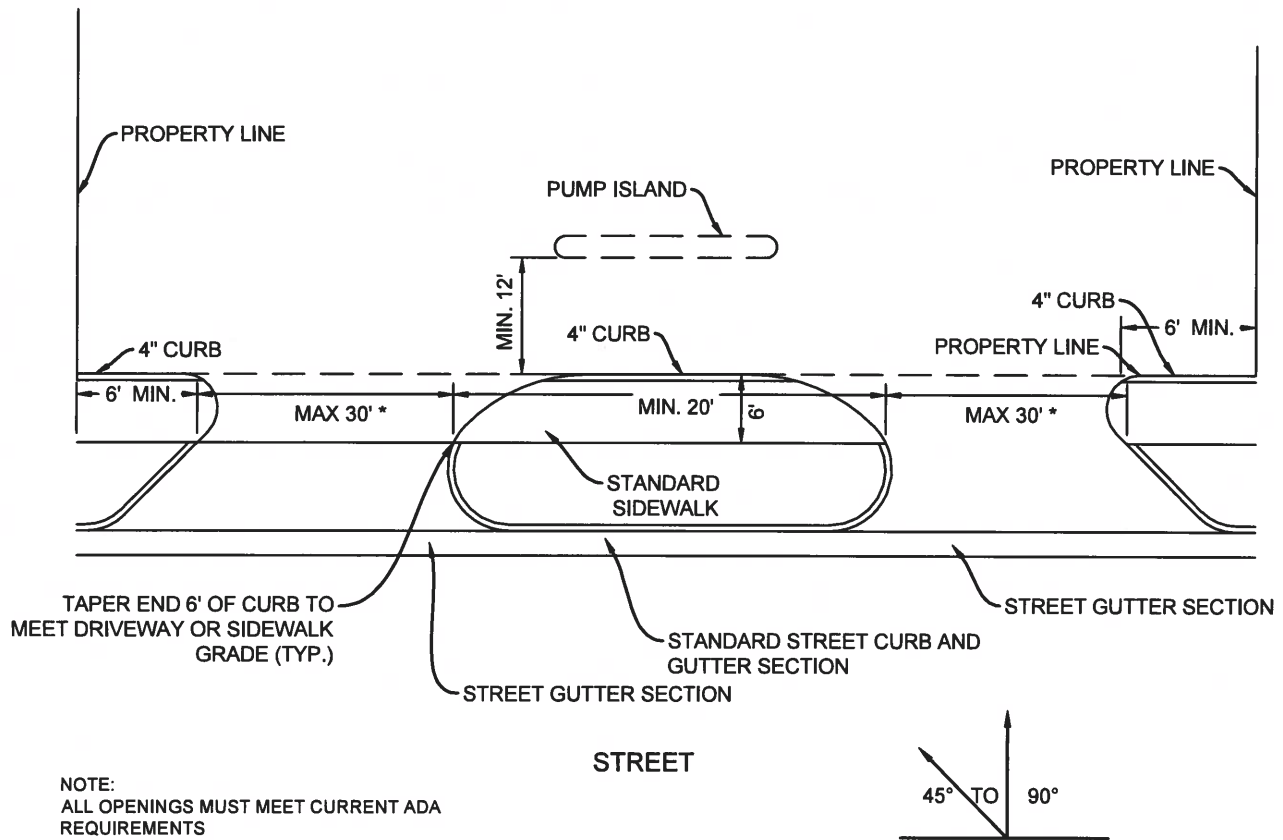 PROPERTY LINE
PROPERTY LINE
PUMP ISLAND
MIN. 12'
4" CURB
6' MIN.
4" CURB
4" CURB
PROPERTY LINE
6' MIN.
MAX 30' *
MIN. 20'
6'
MAX 30' *
STANDARD
SIDEWALK
TAPER END 6' OF CURB TO
MEET DRIVEWAY OR SIDEWALK
GRADE (TYP.)
STREET GUTTER SECTION
STANDARD STREET CURB AND
GUTTER SECTION
STREET GUTTER SECTION
STREET
NOTE:
ALL OPENINGS MUST MEET CURRENT ADA
REQUIREMENTS
45° TO 90°